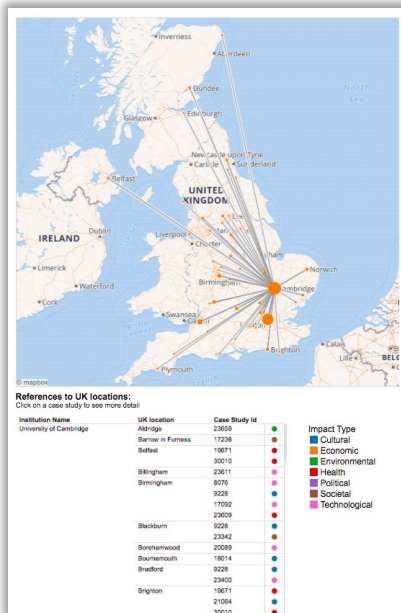 Inverness
Aberdeen
North
Sea
Dundee
Glasgow
Edinburgh
Newcastle upon Tyne
Carlisle
Sunderland
Belfast
UNITED
KINGDOM
IRELAND
Dublin
Liverpool
Chester
Limerick
Norwich
Birmingham
ambridge
Waterford
Cork
Swansea
Calais
Brighton
Lille
BELG
Plymouth
© mapbox
References to UK locations:
Click on a case study to see more detail
Institution Name UK location Case Study Id
University of Cambridge Aldridge 23659
Barrow in Furness 17238
Belfast 19671
30010
Billingham 23611
Birmingham 8076
9228
17092
23609
Blackburn 9228
23342
Borehamwood 20089
Bournemouth 18014
Bradford 9228
23400
Brighton 19671
21064
30010
Impact Type
Cultural
Economic
Environmental
Health
Political
Societal
Technological